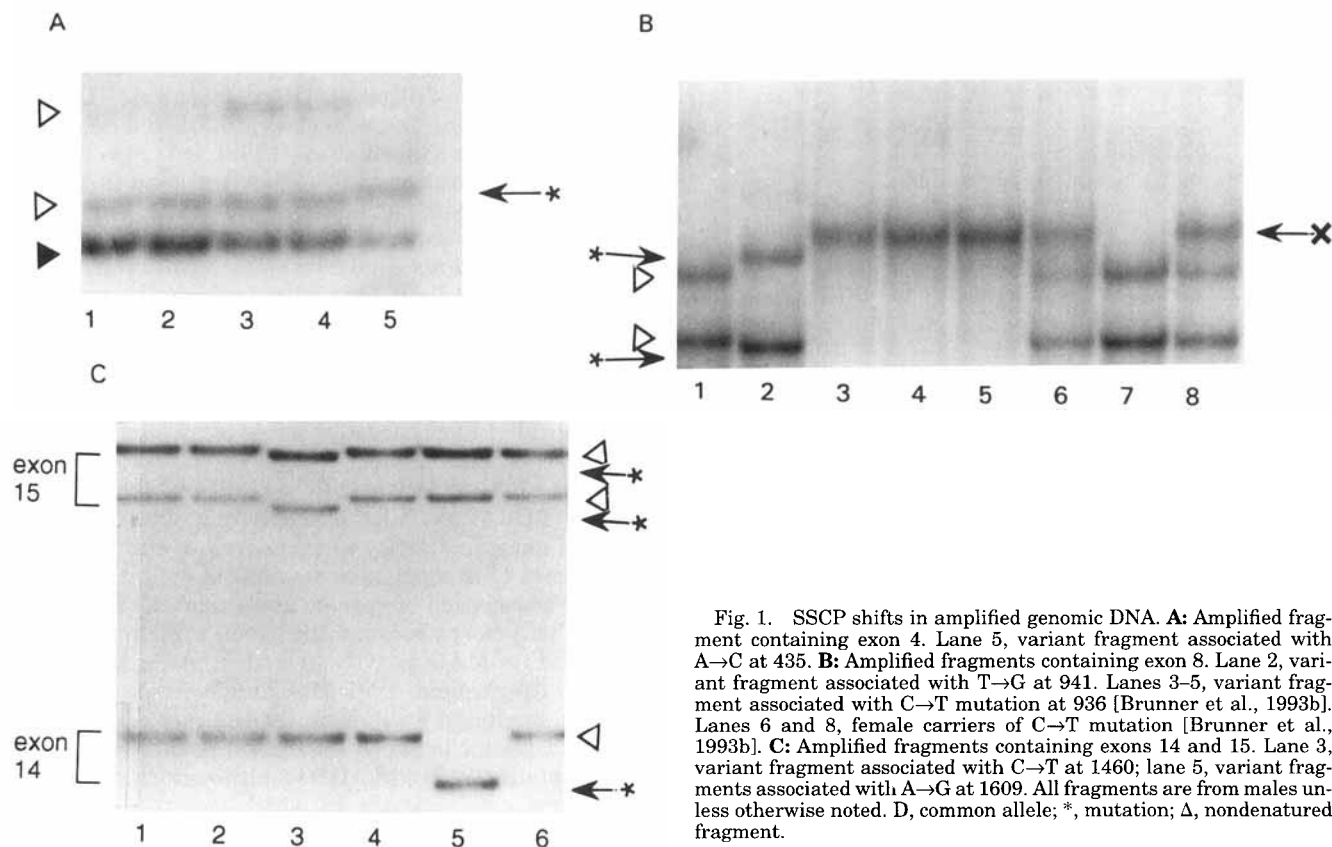 A
B
*
1 2 3 4 5
*
*
×
1 2 3 4 5 6 7 8
C
exon
15
*
*
exon
14
*
1 2 3 4 5 6
Fig. 1. SSCP shifts in amplified genomic DNA. A: Amplified frag-
ment containing exon 4. Lane 5, variant fragment associated with
A→C at 435. B: Amplified fragments containing exon 8. Lane 2, vari-
ant fragment associated with T→G at 941. Lanes 3–5, variant frag-
ment associated with C→T mutation at 936 [Brunner et al., 1993b].
Lanes 6 and 8, female carriers of C→T mutation [Brunner et al.,
1993b]. C: Amplified fragments containing exons 14 and 15. Lane 3,
variant fragment associated with C→T at 1460; lane 5, variant frag-
ments associated with A→G at 1609. All fragments are from males un-
less otherwise noted. D, common allele; *, mutation; Δ, nondenatured
fragment.